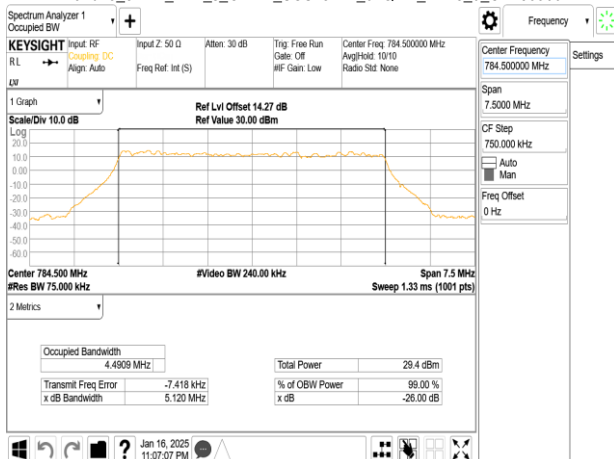 Spectrum Analyzer 1
Occupied BW
+
Frequency
KEYSIGHT
RL
LXI
Input: RF
Coupling: DC
Align: Auto
Input Z: 50 Ω
Freq Ref: Int (S)
Atten: 30 dB
Trig: Free Run
Gate: Off
#IF Gain: Low
Center Freq: 784.500000 MHz
Avg|Hold: 10/10
Radio Std: None
Center Frequency
784.500000 MHz
Settings
Span
7.5000 MHz
CF Step
750.000 kHz
Auto
Man
Freq Offset
0 Hz
1 Graph
Scale/Div 10.0 dB
Ref Lvl Offset 14.27 dB
Ref Value 30.00 dBm
Log
20.0
10.0
0.00
-10.0
-20.0
-30.0
-40.0
-50.0
-60.0
Center 784.500 MHz
#Video BW 240.00 kHz
Span 7.5 MHz
#Res BW 75.000 kHz
Sweep 1.33 ms (1001 pts)
2 Metrics
Occupied Bandwidth
4.4909 MHz
Total Power 29.4 dBm
Transmit Freq Error -7.418 kHz
% of OBW Power 99.00 %
x dB Bandwidth 5.120 MHz
x dB -26.00 dB
?
Jan 16, 2025
11:07:07 PM